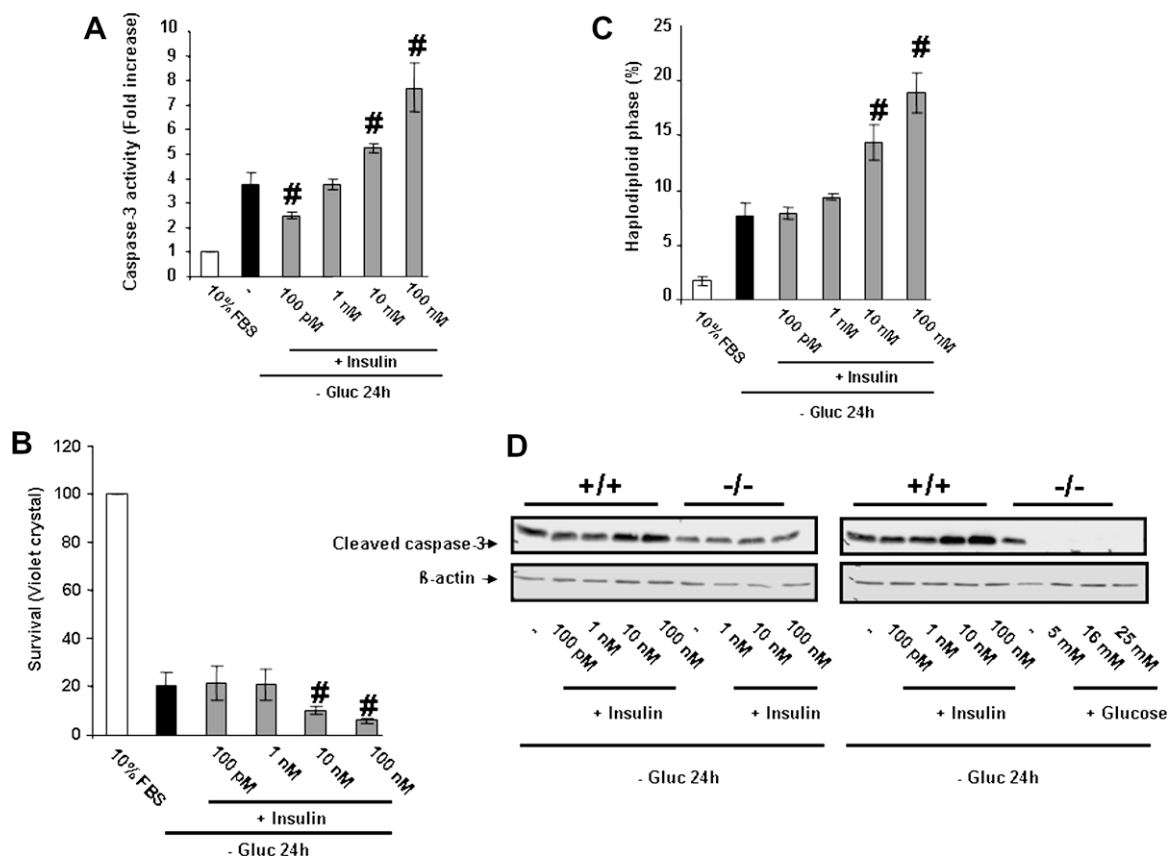 A
Caspase-3 activity (Fold increase)
10
9
8
7
6
5
4
3
2
1
0
#
#
#
10% FBS
-
100 pM
1 nM
10 nM
100 nM
+ Insulin
- Gluc 24h
C
Haplodiploid phase (%)
25
20
15
10
5
0
#
#
10% FBS
100 pM
1 nM
10 nM
100 nM
+ Insulin
- Gluc 24h
B
Survival (Violet crystal)
120
100
80
60
40
20
0
#
#
10% FBS
100 pM
1 nM
10 nM
100 nM
+ Insulin
- Gluc 24h
D
+/+
-/-
+/+
-/-
Cleaved caspase-3
ß-actin
-
100 pM
1 nM
10 nM
100 nM
-
1 nM
10 nM
100 nM
+ Insulin
+ Insulin
- Gluc 24h
-
100 pM
1 nM
10 nM
100 nM
-
5 mM
16 mM
25 mM
+ Insulin
+ Glucose
- Gluc 24h